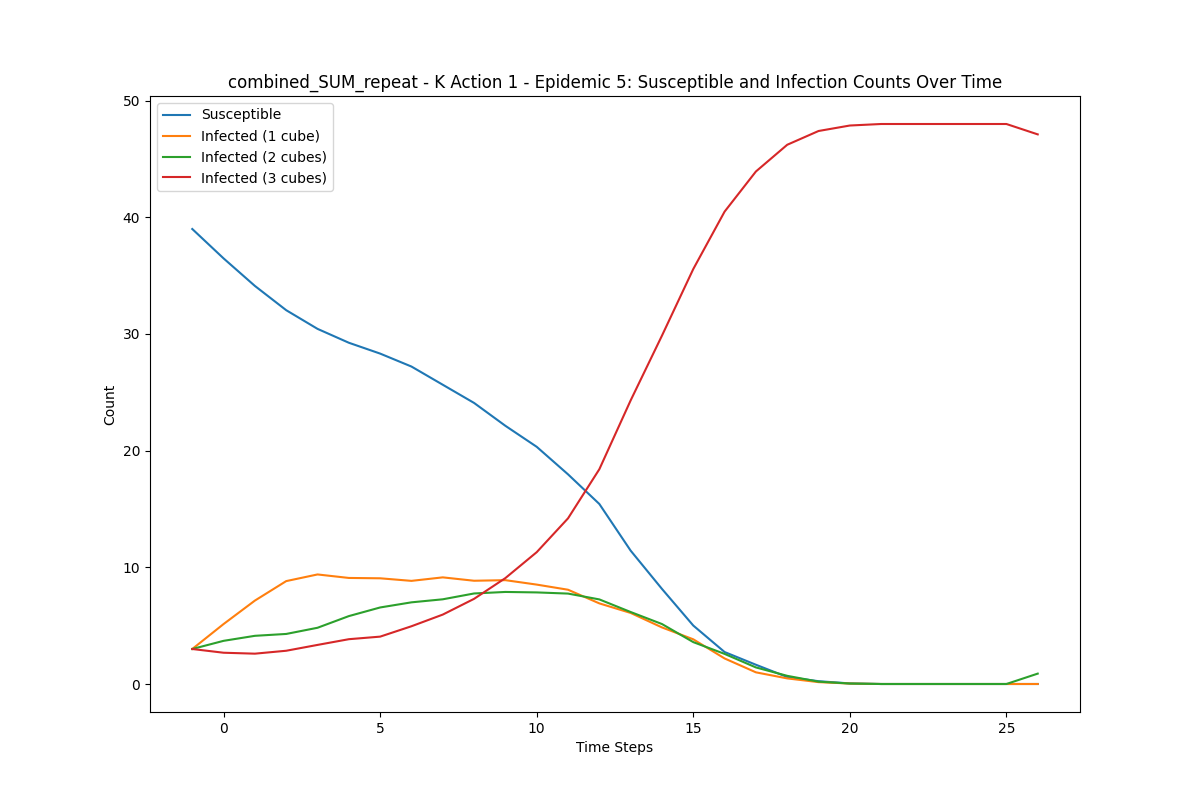 combined_SUM_repeat - K Action 1 - Epidemic 5: Susceptible and Infection Counts Over Time
50
Susceptible
Infected (1 cube)
Infected (2 cubes)
Infected (3 cubes)
40
30
Count
20
10
0
0 5 10 15 20 25
Time Steps